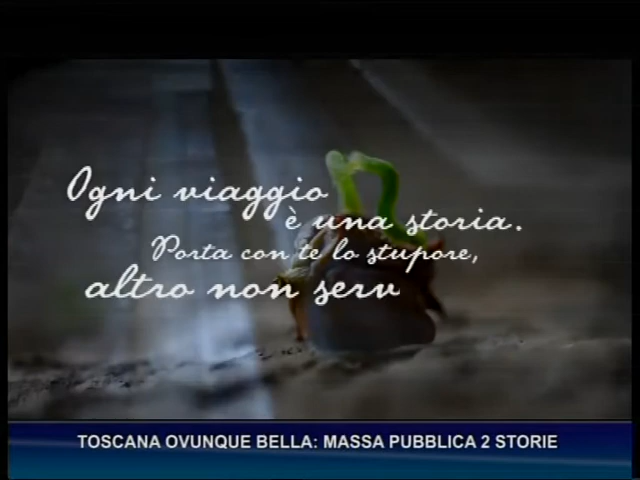 Ogni viaggio
è una storia.
Porta con te lo stupore,
altro non serv
TOSCANA OVUNQUE BELLA: MASSA PUBBLICA 2 STORIE